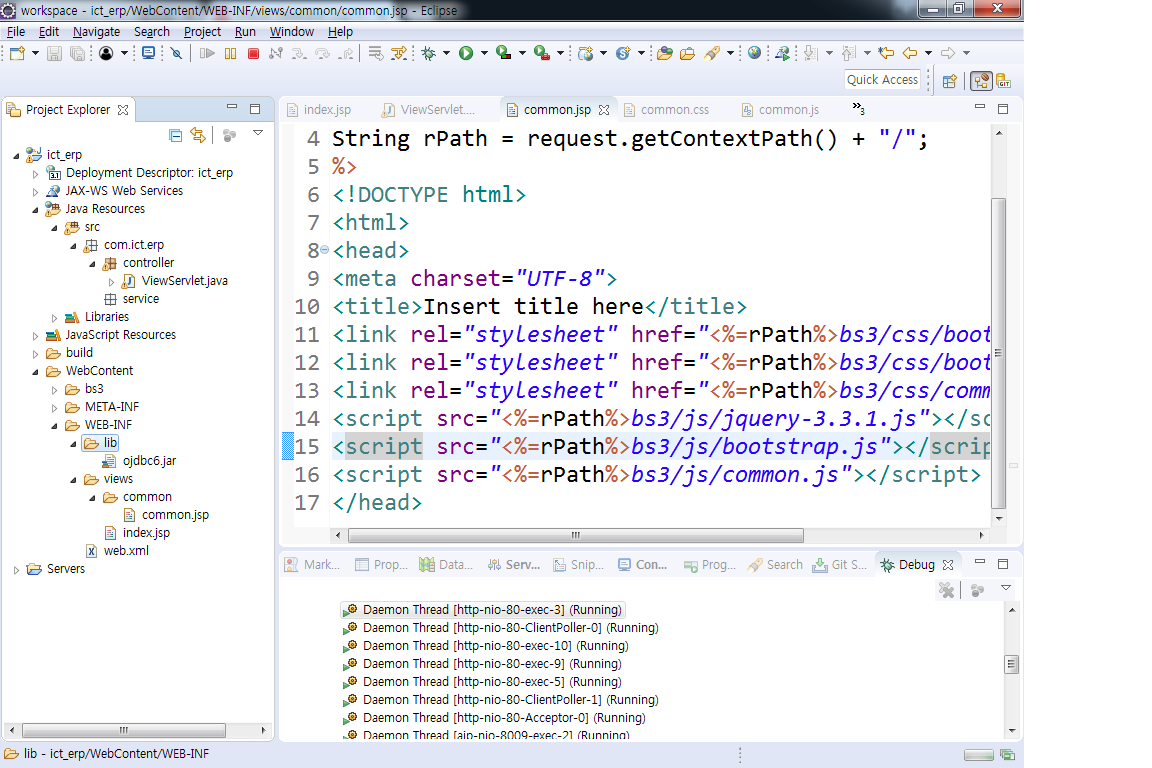 workspace - ict_erp/WebContent/WEB-INF/views/common/common.jsp - Eclipse
File Edit Navigate Search Project Run Window Help
Quick Access
Project Explorer
index.jsp ViewServlet.... common.jsp common.css common.js »3
ict_erp
Deployment Descriptor: ict_erp
JAX-WS Web Services
Java Resources
src
com.ict.erp
controller
ViewServlet.java
service
Libraries
JavaScript Resources
build
WebContent
bs3
META-INF
WEB-INF
lib
ojdbc6.jar
views
common
common.jsp
index.jsp
web.xml
Servers
4 String rPath = request.getContextPath() + "/";
5 %>
6 <!DOCTYPE html>
7 <html>
8 <head>
9 <meta charset="UTF-8">
10 <title>Insert title here</title>
11 <link rel="stylesheet" href="<%=rPath%>bs3/css/boot
12 <link rel="stylesheet" href="<%=rPath%>bs3/css/boot
13 <link rel="stylesheet" href="<%=rPath%>bs3/css/comm
14 <script src="<%=rPath%>bs3/js/jquery-3.3.1.js"></sc
15 <script src="<%=rPath%>bs3/js/bootstrap.js"></scrip
16 <script src="<%=rPath%>bs3/js/common.js"></script>
17 </head>
Mark... Prop... Data... Serv... Snip... Con... Prog... Search Git S... Debug
Daemon Thread [http-nio-80-exec-3] (Running)
Daemon Thread [http-nio-80-ClientPoller-0] (Running)
Daemon Thread [http-nio-80-exec-10] (Running)
Daemon Thread [http-nio-80-exec-9] (Running)
Daemon Thread [http-nio-80-exec-5] (Running)
Daemon Thread [http-nio-80-ClientPoller-1] (Running)
Daemon Thread [http-nio-80-Acceptor-0] (Running)
Daemon Thread [ajp-nio-8009-exec-2] (Running)
lib - ict_erp/WebContent/WEB-INF